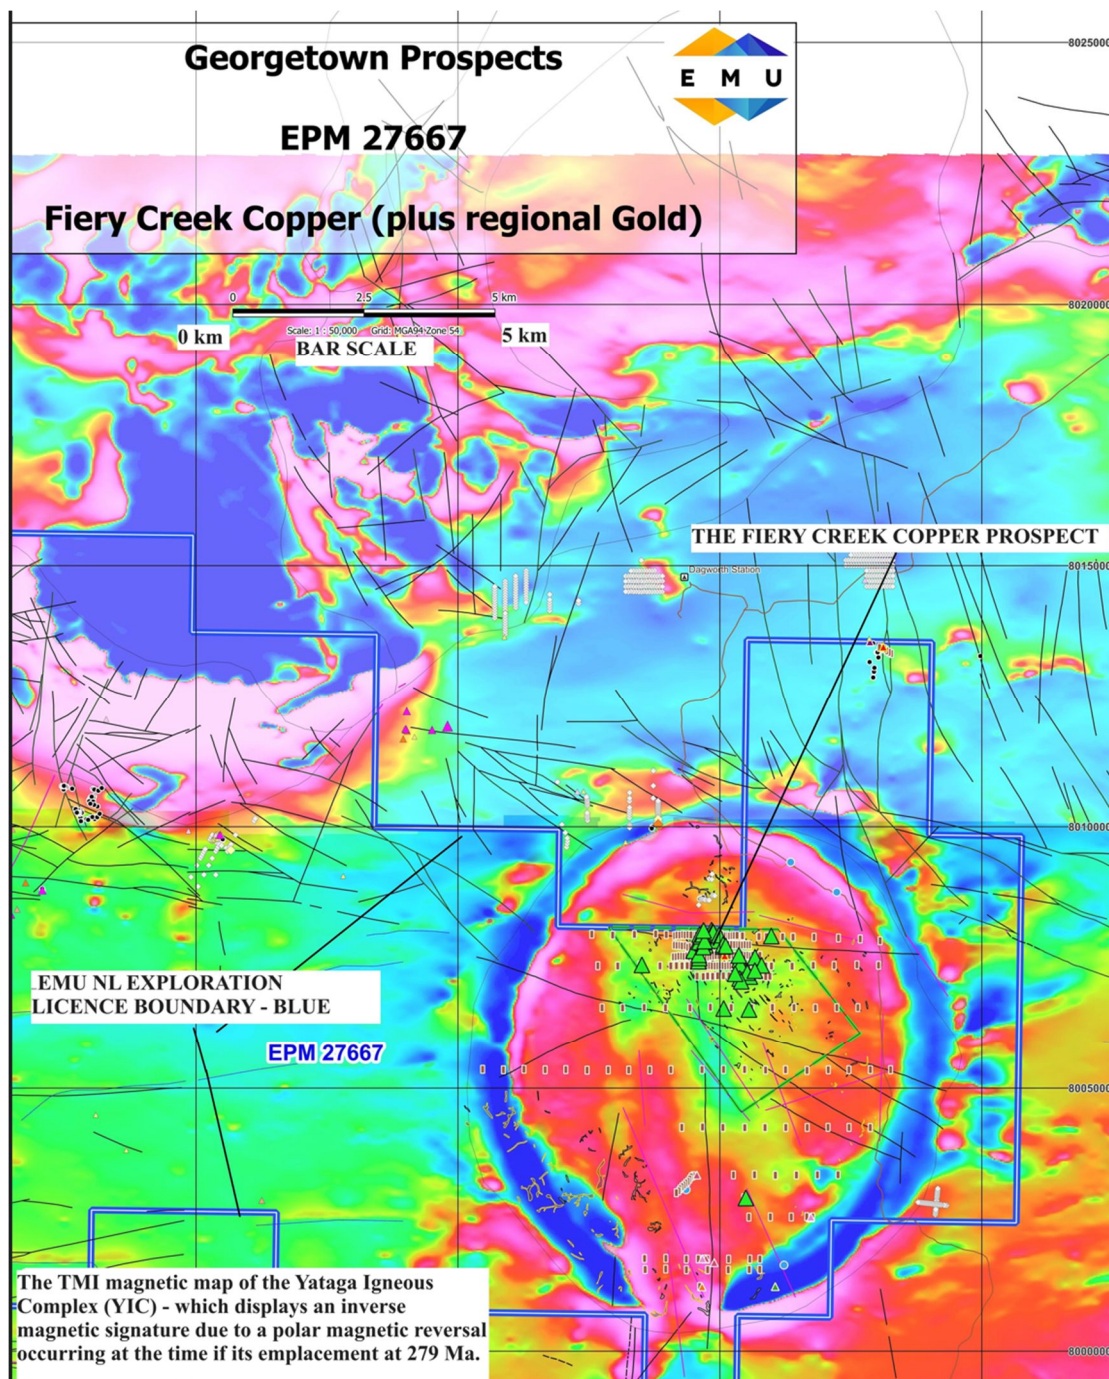 Georgetown Prospects
EMU
EPM 27667
Fiery Creek Copper (plus regional Gold)
8025000
0 2.5 5 km
8020000
0 km
Scale: 1 : 50,000 Grid: MGA94 Zone 54
5 km
BAR SCALE
THE FIERY CREEK COPPER PROSPECT
8015000
Dagworth Station
8010000
EMU NL EXPLORATION
LICENCE BOUNDARY - BLUE
EPM 27667
8005000
The TMI magnetic map of the Yataga Igneous
Complex (YIC) - which displays an inverse
magnetic signature due to a polar magnetic reversal
occurring at the time if its emplacement at 279 Ma.
8000000